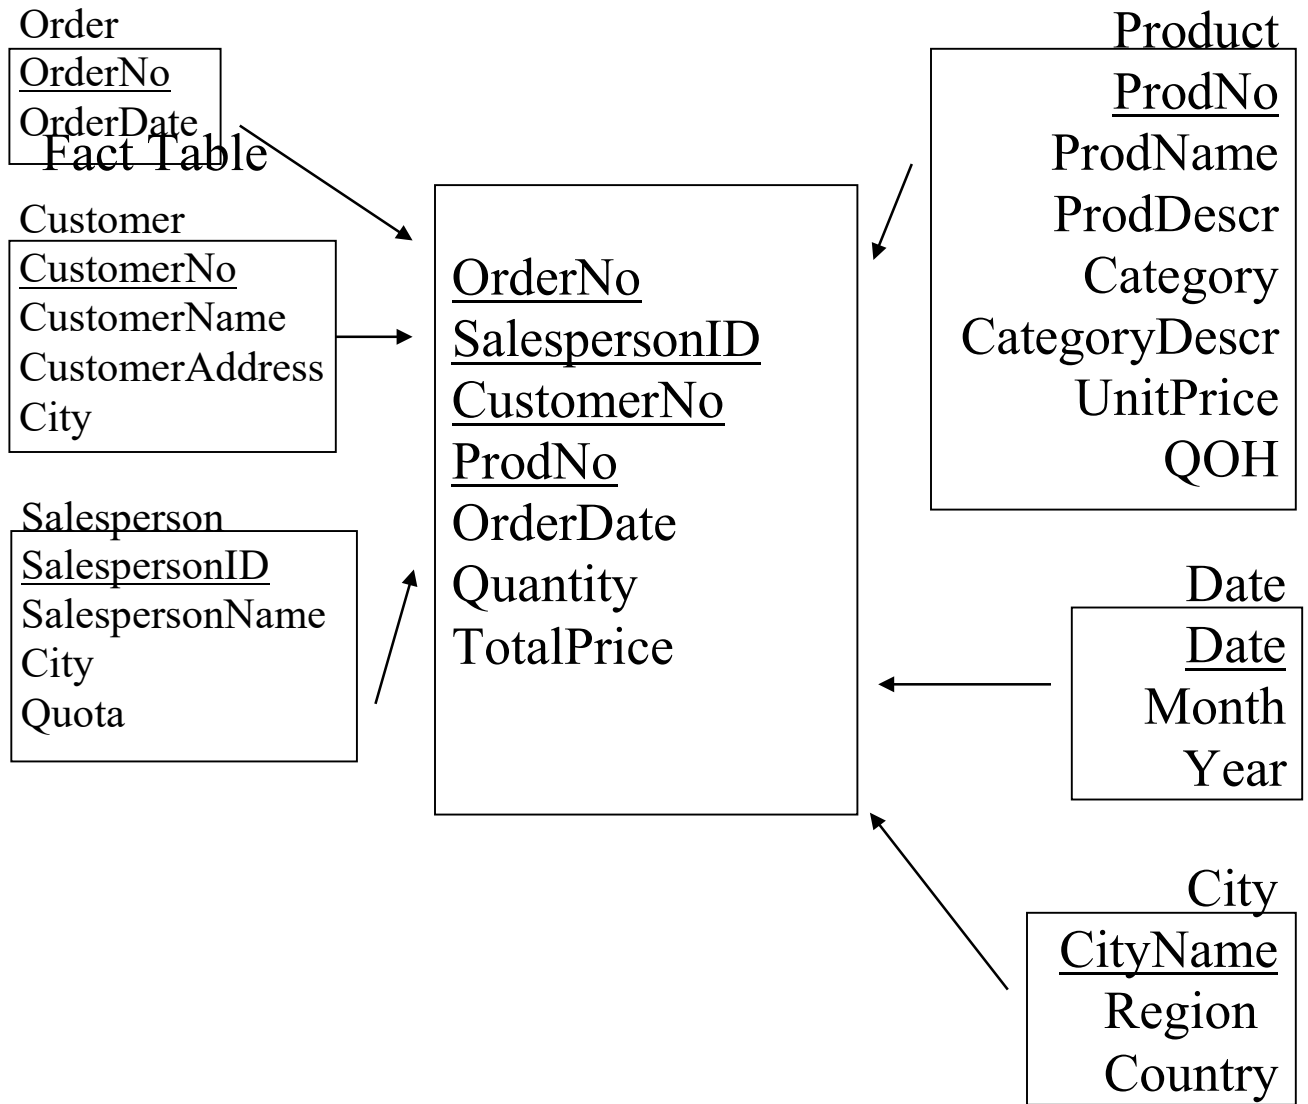 Order
OrderNo
OrderDate
Fact Table
Customer
CustomerNo
CustomerName
CustomerAddress
City
Salesperson
SalespersonID
SalespersonName
City
Quota
OrderNo
SalespersonID
CustomerNo
ProdNo
OrderDate
Quantity
TotalPrice
Product
ProdNo
ProdName
ProdDescr
Category
CategoryDescr
UnitPrice
QOH
Date
Date
Month
Year
City
CityName
Region
Country